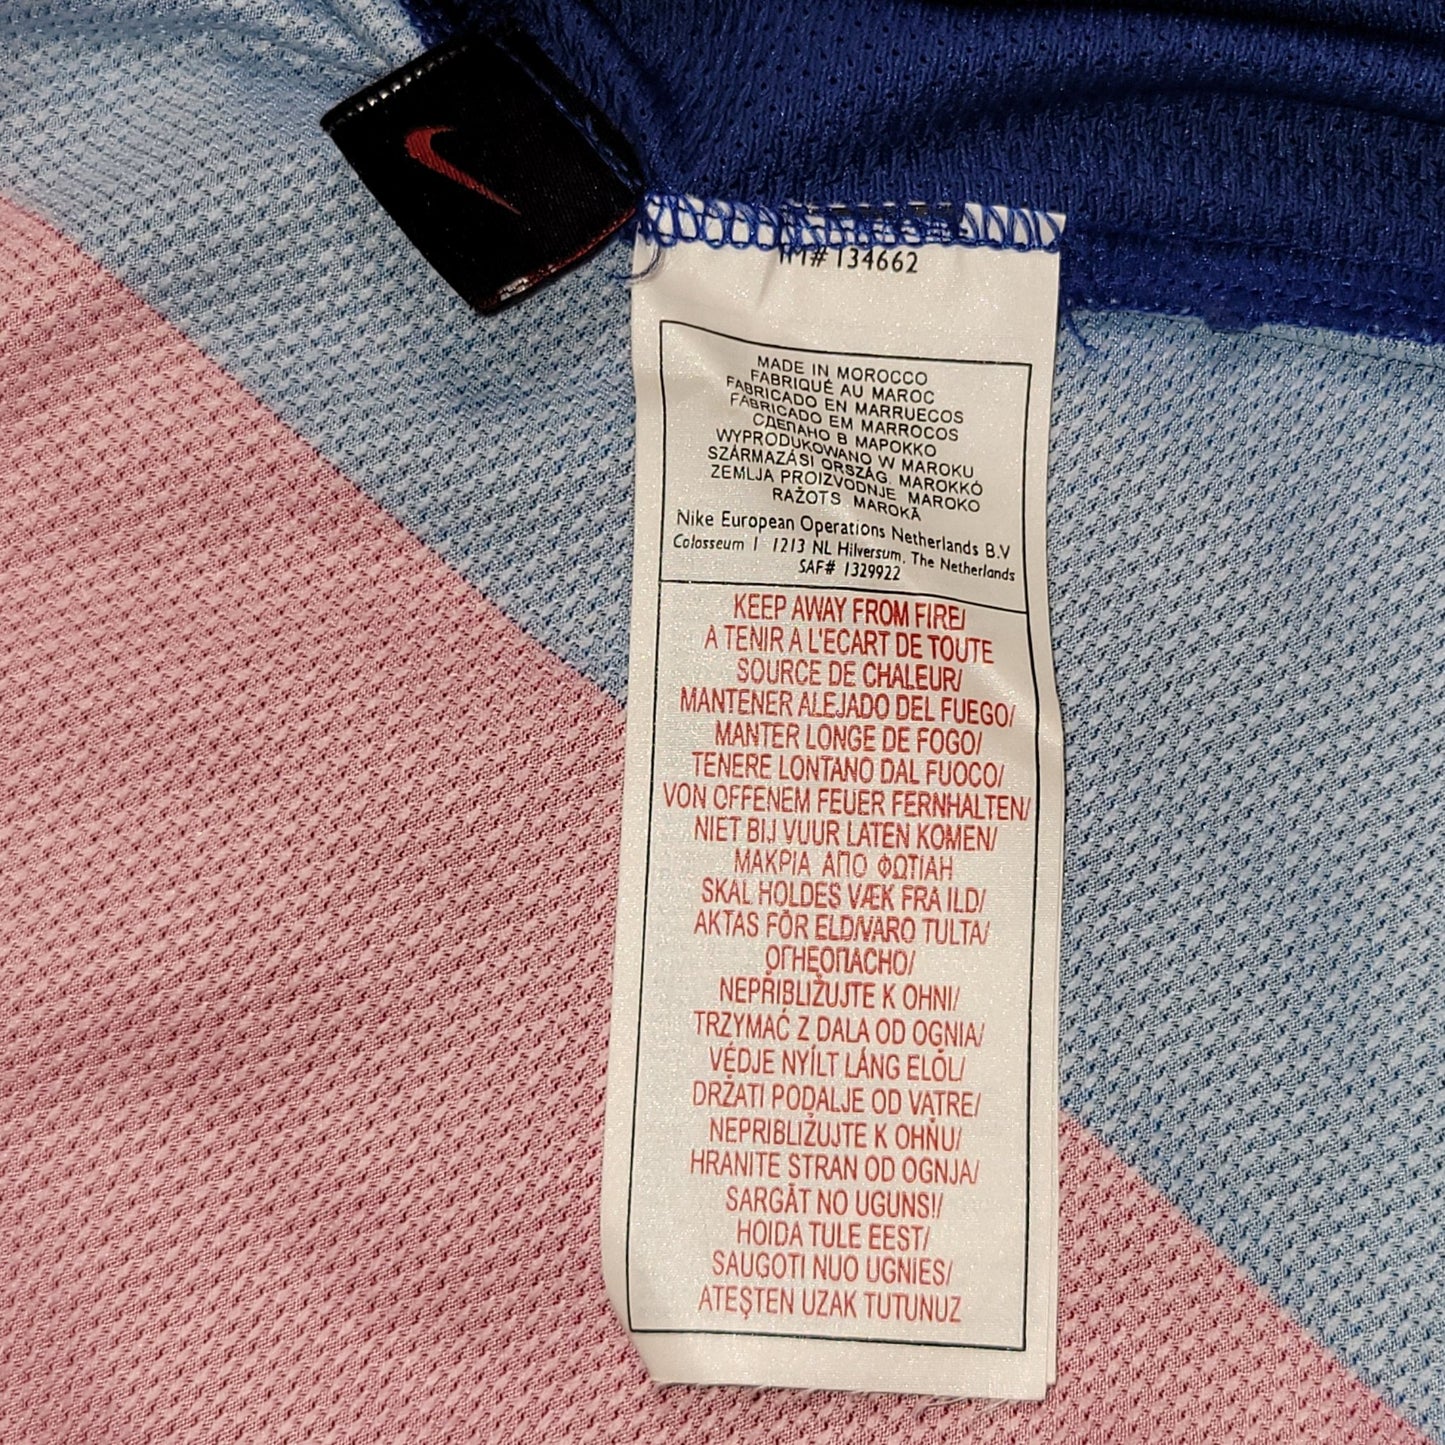 # 134662
MADE IN MOROCCO
FABRIQUÉ AU MAROC
FABRICADO EN MARRUECOS
FABRICADO EM MARROCOS
СДЕЛАНО В МАРОККО
WYPRODUKOWANO W MAROKU
SZÁRMAZÁSI ORSZÁG. MAROKKÓ
ZEMLJA PROIZVODNJE. MAROKO
RAŽOTS MAROKĀ
Nike European Operations Netherlands B.V
Colosseum 1 1213 NL Hilversum, The Netherlands
SAF# 1329922
KEEP AWAY FROM FIRE/
A TENIR A L'ECART DE TOUTE
SOURCE DE CHALEUR/
MANTENER ALEJADO DEL FUEGO/
MANTER LONGE DE FOGO/
TENERE LONTANO DAL FUOCO/
VON OFFENEM FEUER FERNHALTEN/
NIET BIJ VUUR LATEN KOMEN/
ΜΑΚΡΙΑ ΑΠΟ ΦΩΤΙΑΗ
SKAL HOLDES VÆK FRA ILD/
AKTAS FÖR ELD/VARO TULTA/
ОГНЕОПАСНО/
NEPŘIBLIŽUJTE K OHNI/
TRZYMAĆ Z DALA OD OGNIA/
VÉDJE NYÍLT LÁNG ELŐL/
DRŽATI PODALJE OD VATRE/
NEPRIBLIŽUJTE K OHŇU/
HRANITE STRAN OD OGNJA/
SARGĀT NO UGUNS!/
HOIDA TULE EEST/
SAUGOTI NUO UGNIES/
ATEŞTEN UZAK TUTUNUZ